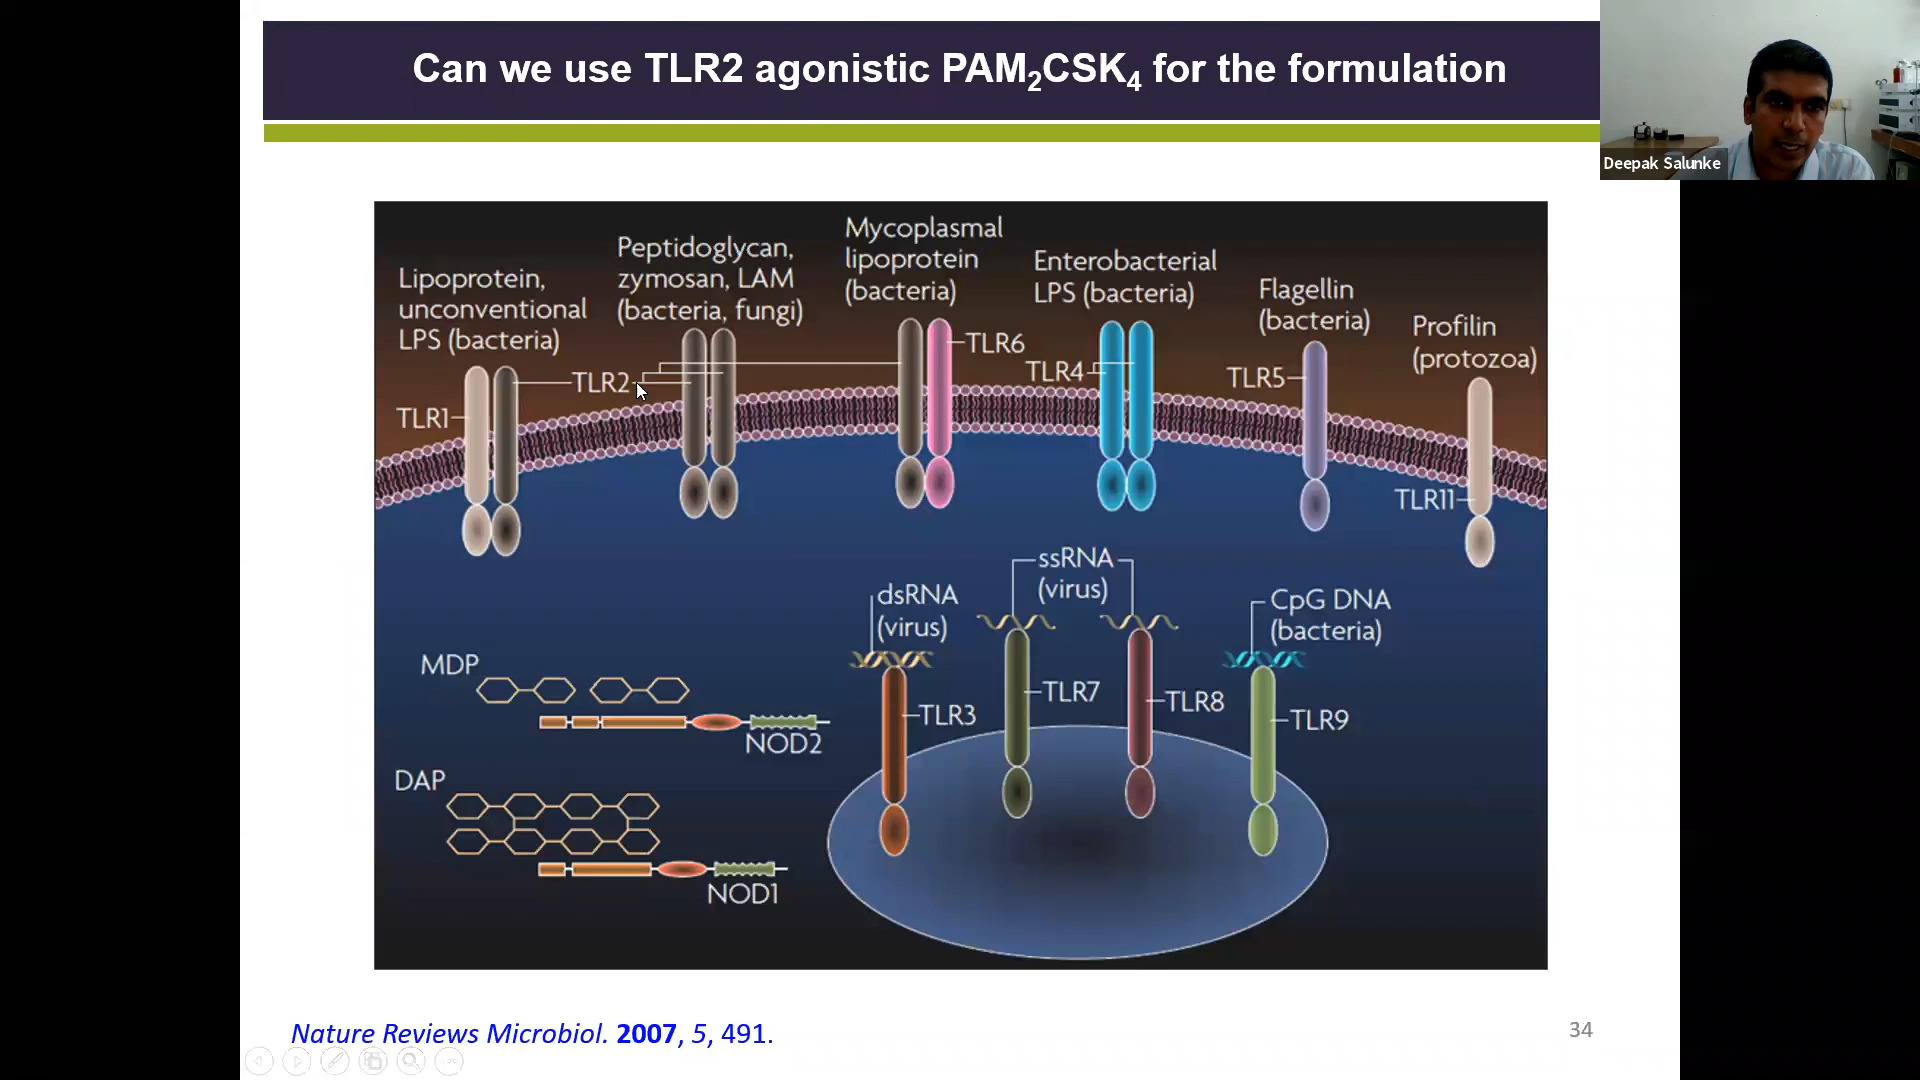 Can we use TLR2 agonistic PAM₂CSK₄ for the formulation
Deepak Salunke
Lipoprotein,
unconventional
LPS (bacteria)
Peptidoglycan,
zymosan, LAM
(bacteria, fungi)
Mycoplasmal
lipoprotein
(bacteria)
Enterobacterial
LPS (bacteria)
Flagellin
(bacteria)
Profilin
(protozoa)
TLR1
TLR2
TLR6
TLR4
TLR5
TLR11
dsRNA
(virus)
ssRNA
(virus)
CpG DNA
(bacteria)
TLR3
TLR7
TLR8
TLR9
MDP
NOD2
DAP
NOD1
Nature Reviews Microbiol. 2007, 5, 491.
34